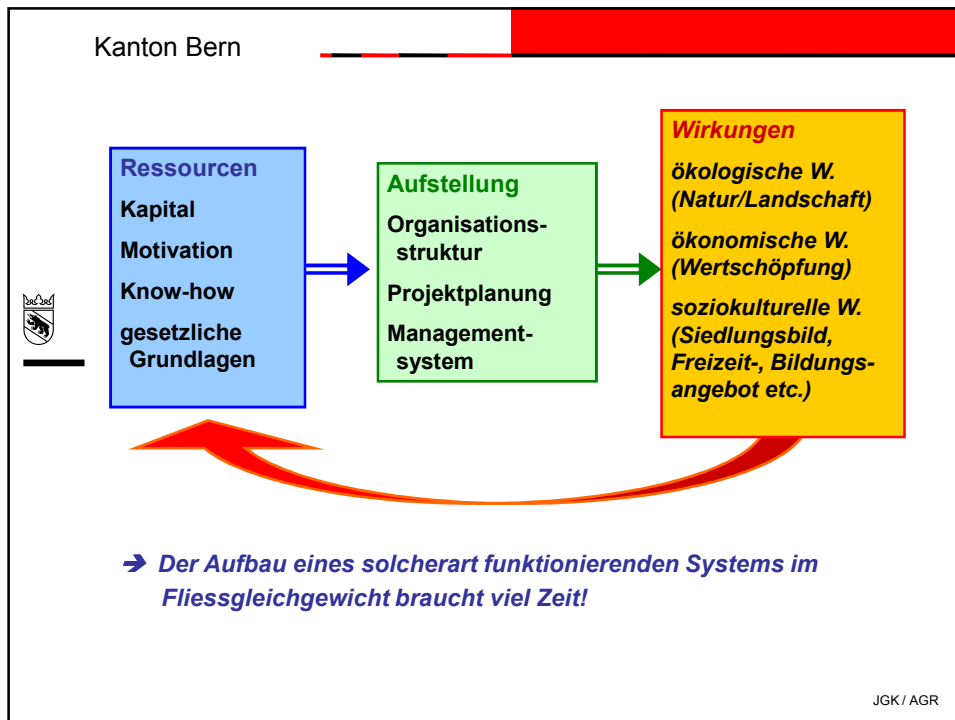 Kanton Bern
Ressourcen
Kapital
Motivation
Know-how
gesetzliche
Grundlagen
Aufstellung
Organisations-
struktur
Projektplanung
Management-
system
Wirkungen
ökologische W.
(Natur/Landschaft)
ökonomische W.
(Wertschöpfung)
soziokulturelle W.
(Siedlungsbild,
Freizeit-, Bildungs-
angebot etc.)
➔ Der Aufbau eines solcherart funktionierenden Systems im
Fliessgleichgewicht braucht viel Zeit!
JGK / AGR